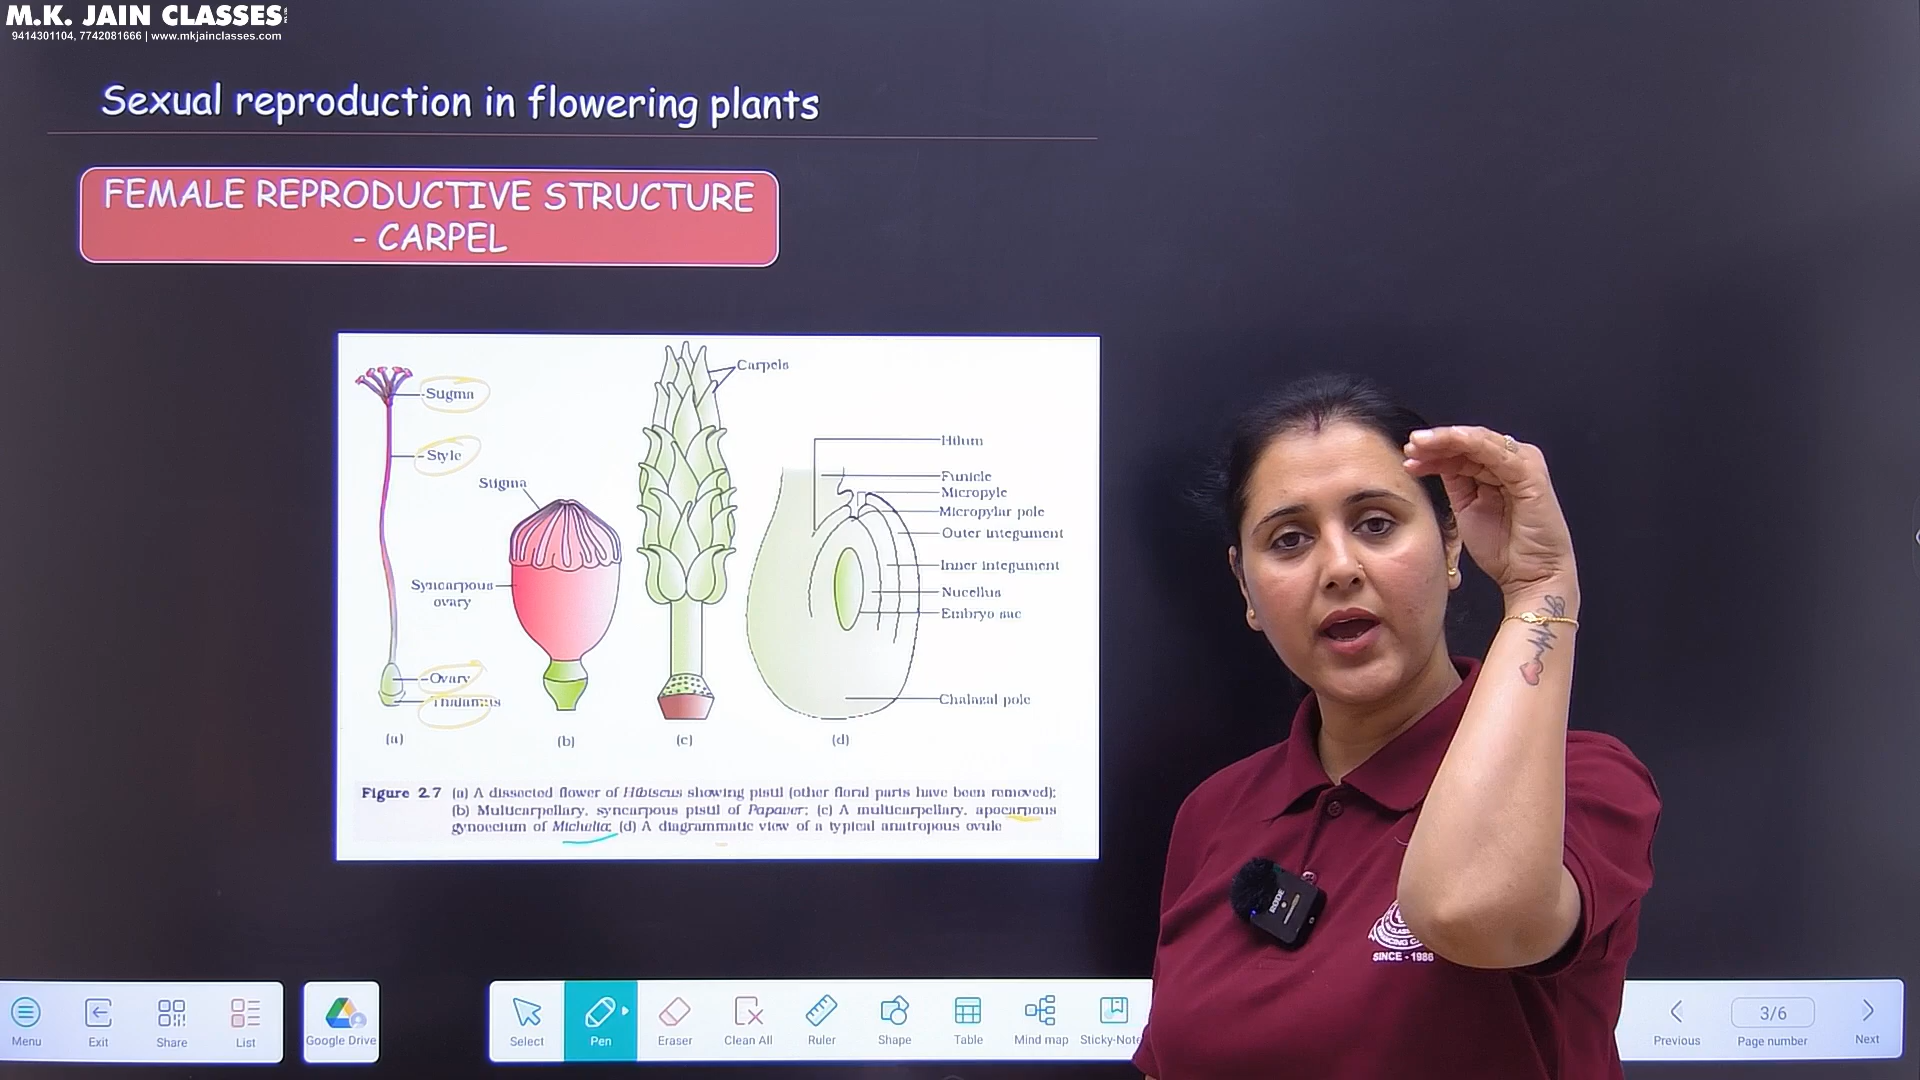 M.K. JAIN CLASSES
9414301104, 7742081666 | www.mkjainclasses.com
Sexual reproduction in flowering plants
FEMALE REPRODUCTIVE STRUCTURE
- CARPEL
Carpels
Stigma
Style
Hilum
Funicle
Micropyle
Micropylar pole
Outer integument
Inner integument
Nucellus
Embryo sac
Chalazal pole
Stigma
Syncarpous
ovary
Ovary
Thalamus
(a)
(b)
(c)
(d)
Figure 2.7 (a) A dissected flower of Hibiscus showing pistil (other floral parts have been removed);
(b) Multicarpellary, syncarpous pistil of Papaver; (c) A multicarpellary, apocarpous
gynoecium of Michelia; (d) A diagrammatic view of a typical anatropous ovule
RODE
SINCE - 1986
Menu
Exit
Share
List
Google Drive
Select
Pen
Eraser
Clean All
Ruler
Shape
Table
Mind map
Sticky-Note
Previous
3/6
Page number
Next